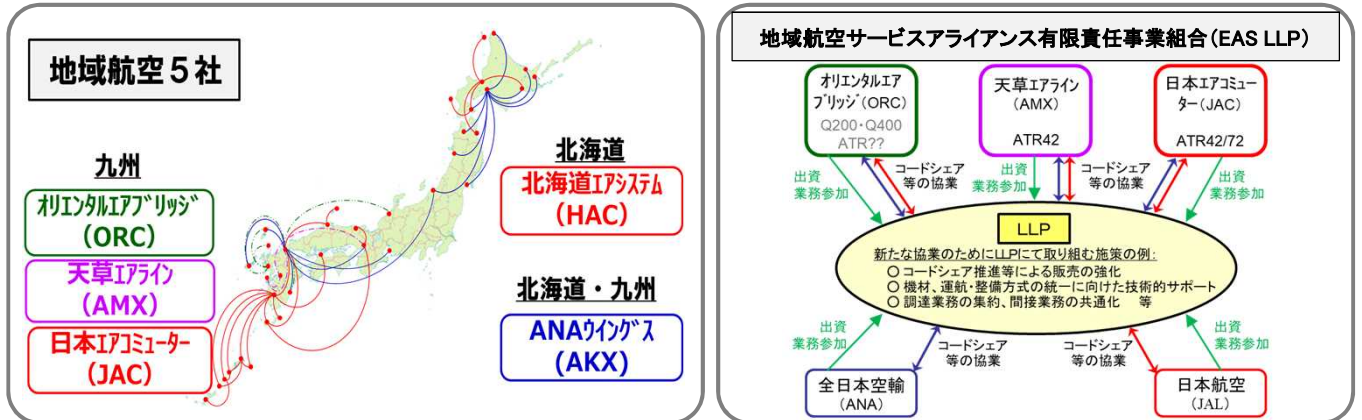 地域航空５社
九州
オリエンタルエアブリッジ
(ORC)
天草エアライン
(AMX)
日本エアコミューター
(JAC)
北海道
北海道エアシステム
(HAC)
北海道・九州
ANAウイングス
(AKX)
地域航空サービスアライアンス有限責任事業組合（EAS LLP）
オリエンタルエア
ブリッジ（ORC）
Q200・Q400
ATR??
天草エアライン
(AMX)
ATR42
日本エアコミュー
ター(JAC)
ATR42/72
出資
業務参加
コードシェア
等の協業
出資
業務参加
コードシェア
等の協業
出資
業務参加
LLP
新たな協業のためにLLPにて取り組む施策の例：
○ コードシェア推進等による販売の強化
○ 機材、運航・整備方式の統一に向けた技術的サポート
○ 調達業務の集約、間接業務の共通化　等
出資
業務参加
コードシェア
等の協業
コードシェア
等の協業
出資
業務参加
全日本空輸
(ANA)
日本航空
(JAL)